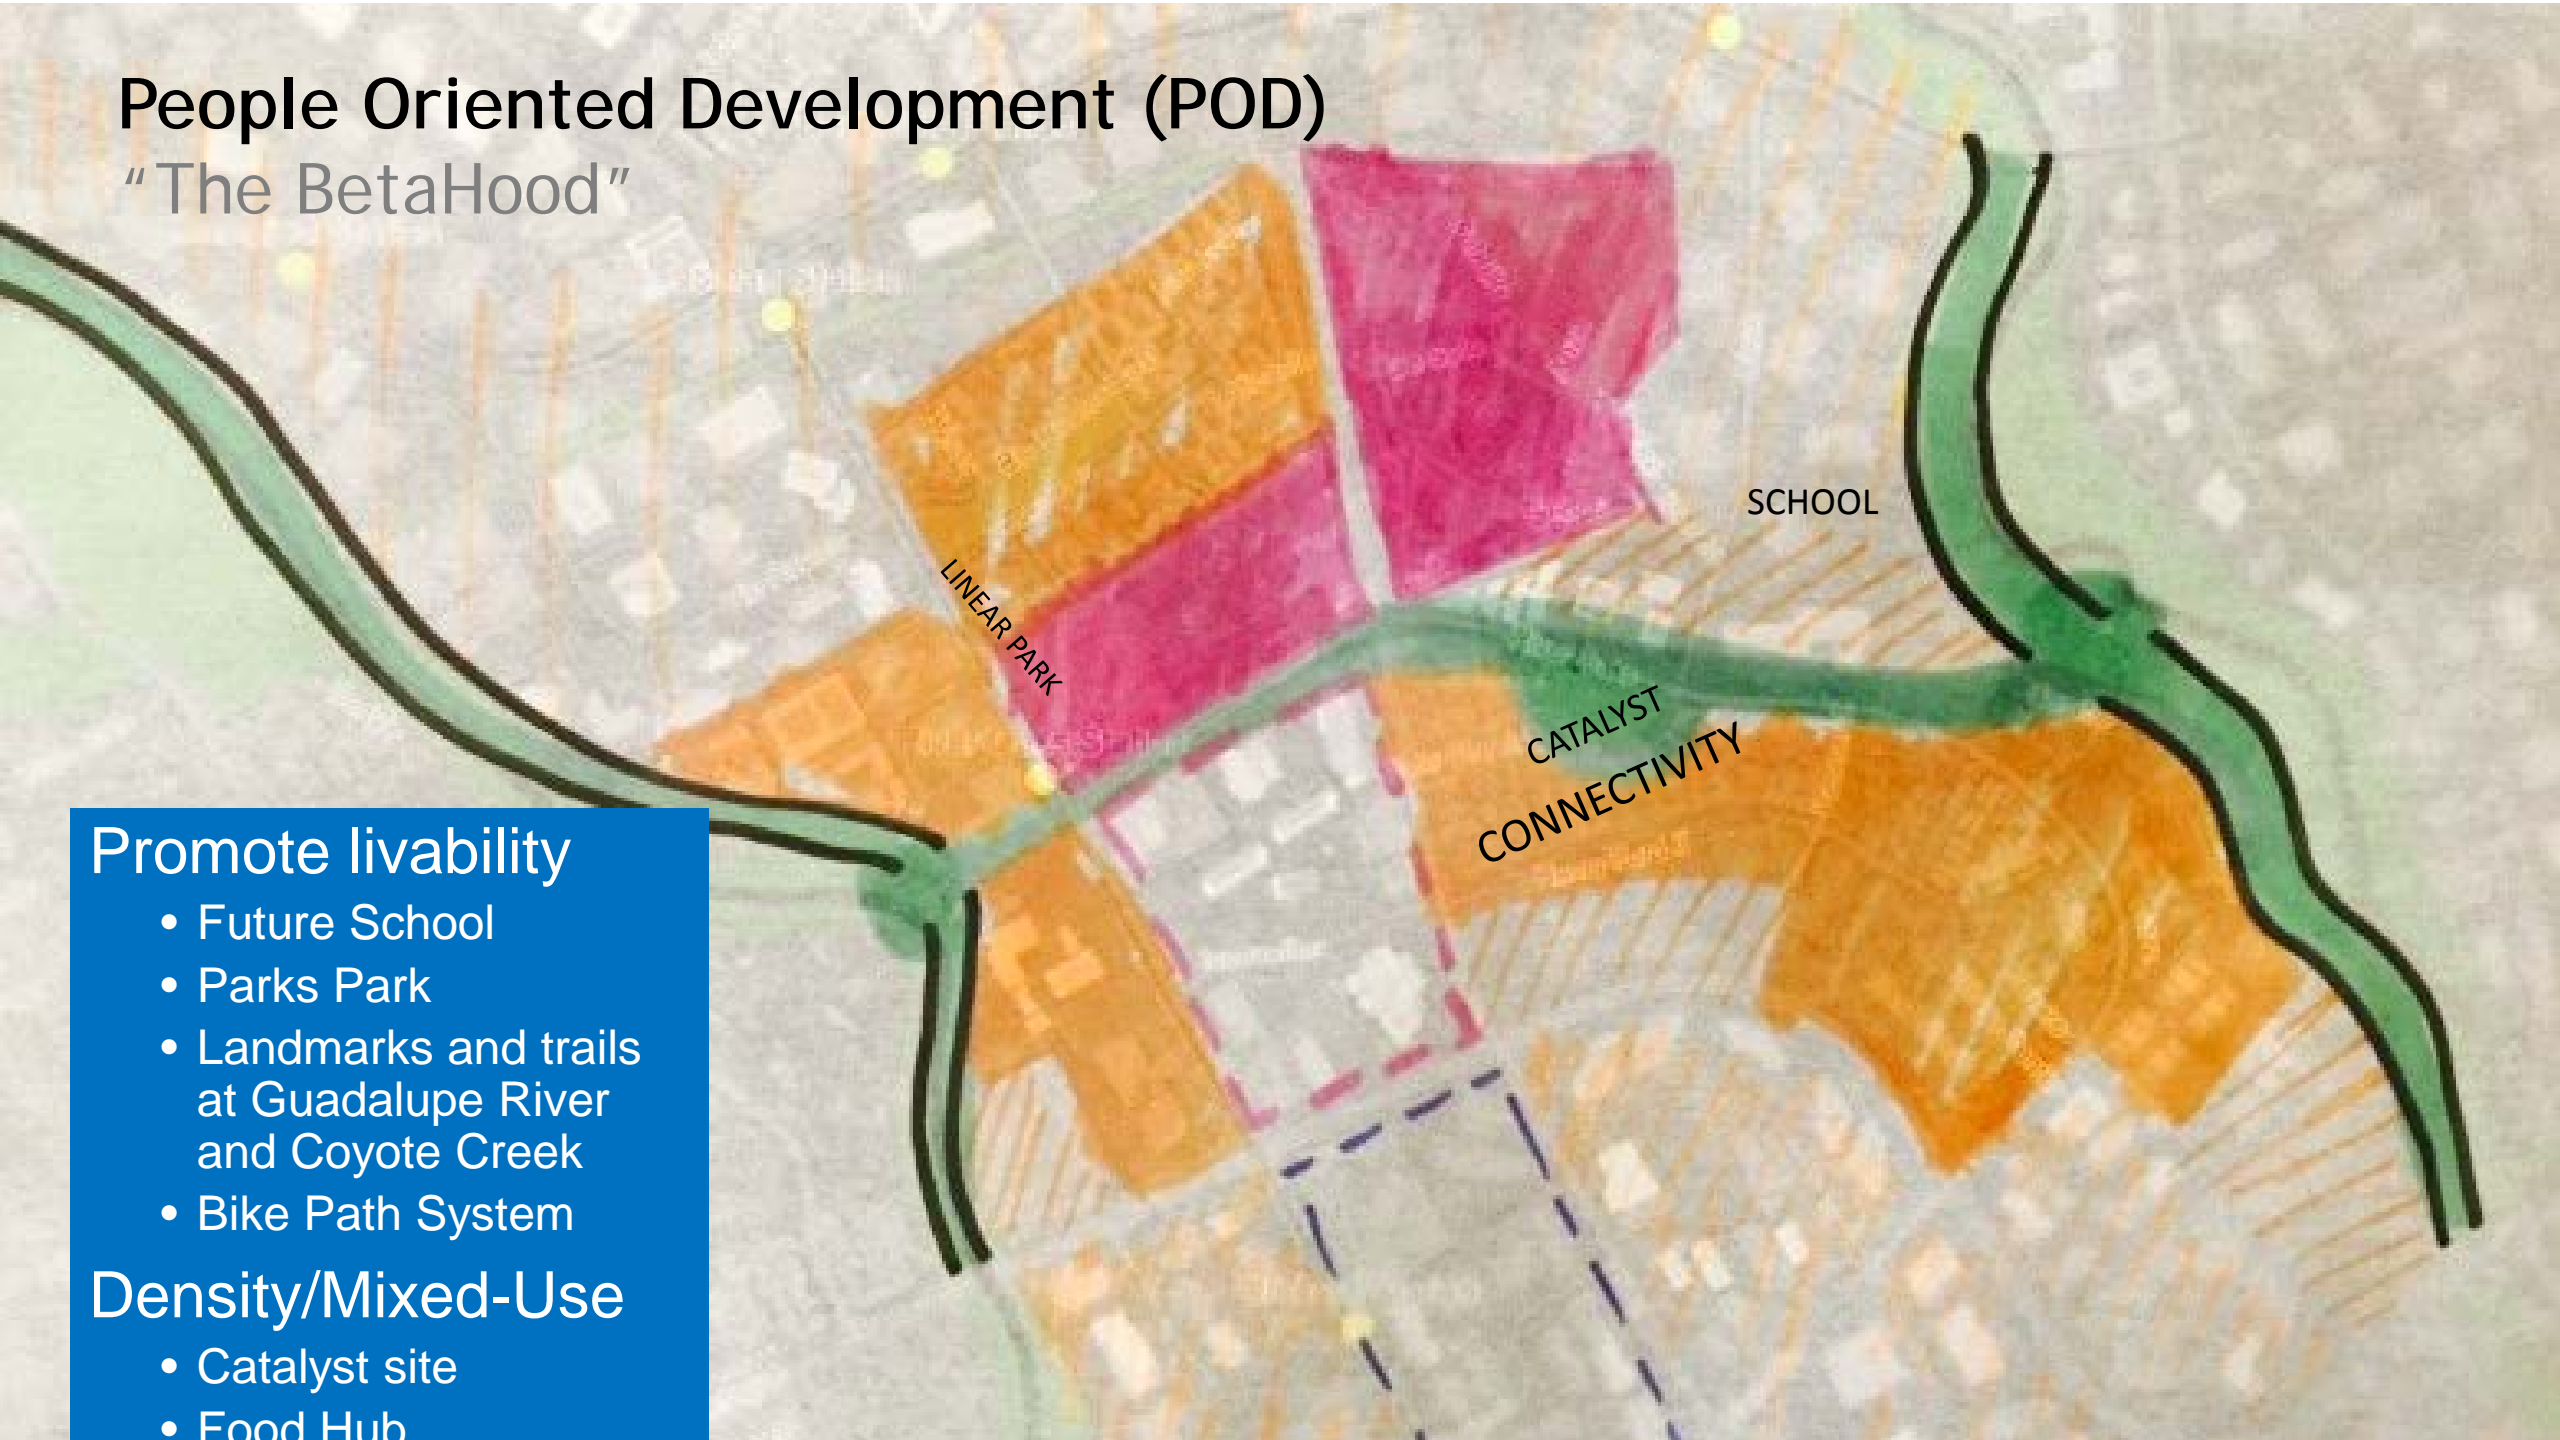 People Oriented Development (POD)
“The BetaHood”
SCHOOL
LINEAR PARK
CATALYST
CONNECTIVITY
Promote livability
• Future School
• Parks Park
• Landmarks and trails
at Guadalupe River
and Coyote Creek
• Bike Path System
Density/Mixed-Use
• Catalyst site
• Food Hub